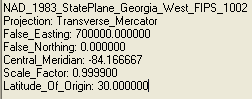 NAD_1983_StatePlane_Georgia_West_FIPS_1002
Projection: Transverse_Mercator
False_Easting: 700000.000000
False_Northing: 0.000000
Central_Meridian: -84.166667
Scale_Factor: 0.999900
Latitude_Of_Origin: 30.000000